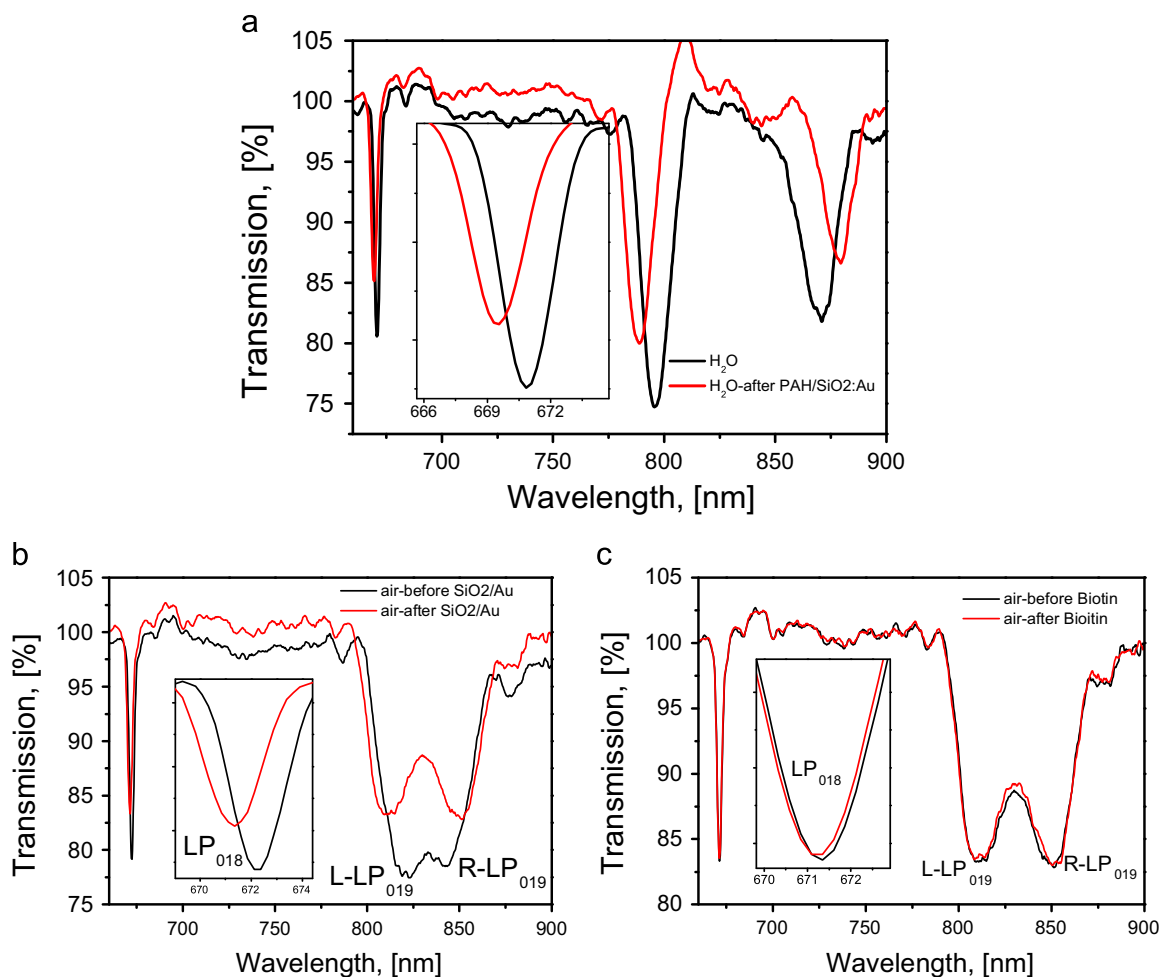 a
105
100
95
90
85
80
75
Transmission, [%]
666 669 672
H₂O
H₂O-after PAH/SiO2:Au
700 750 800 850 900
Wavelength, [nm]
b
105
100
95
90
85
80
75
Transmission, [%]
air-before SiO2/Au
air-after SiO2/Au
LP₀₁₈
670 672 674
L-LP₀₁₉
R-LP₀₁₉
700 750 800 850 900
Wavelength, [nm]
c
105
100
95
90
85
80
Transmission, [%]
air-before Biotin
air-after Bioitin
LP₀₁₈
670 671 672
L-LP₀₁₉
R-LP₀₁₉
700 750 800 850 900
Wavelength, [nm]